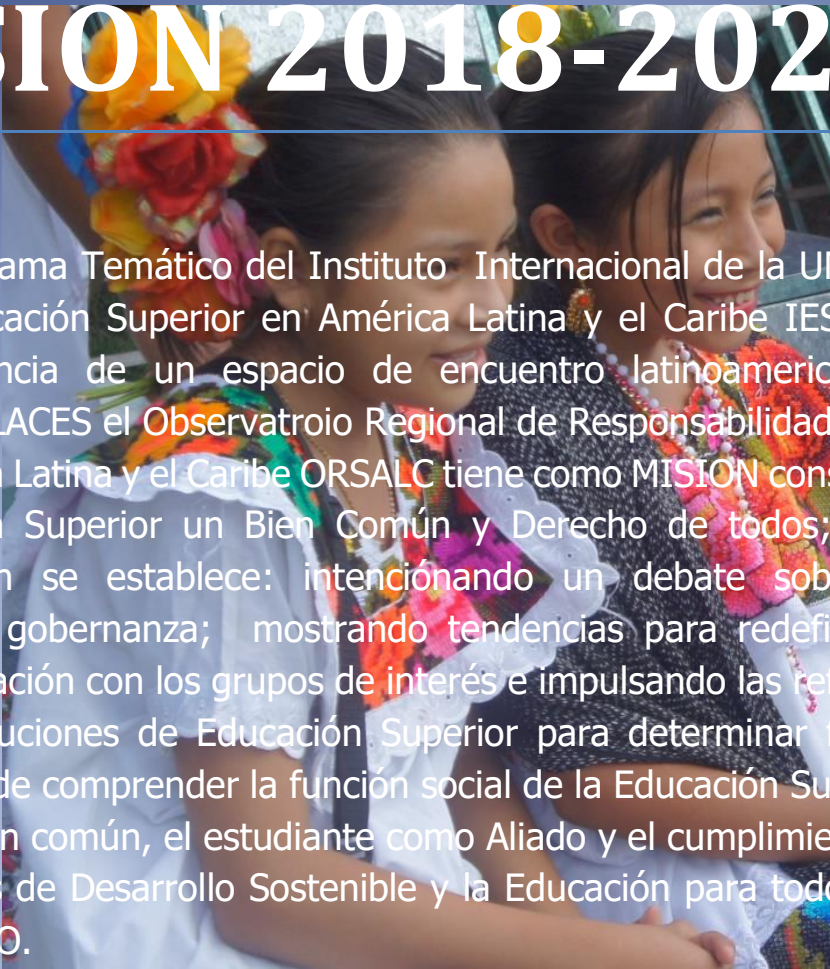 SION 2018-202
ama Temático del Instituto Internacional de la UN
cación Superior en América Latina y el Caribe IES
ncia de un espacio de encuentro latinoameric
LACES el Observatroio Regional de Responsabilidad
a Latina y el Caribe ORSALC tiene como MISION cons
n Superior un Bien Común y Derecho de todos;
n se establece: intenciónando un debate sob
gobernanza; mostrando tendencias para redefi
ación con los grupos de interés e impulsando las ref
uciones de Educación Superior para determinar
de comprender la función social de la Educación Su
n común, el estudiante como Aliado y el cumplimie
s de Desarrollo Sostenible y la Educación para todo
O.